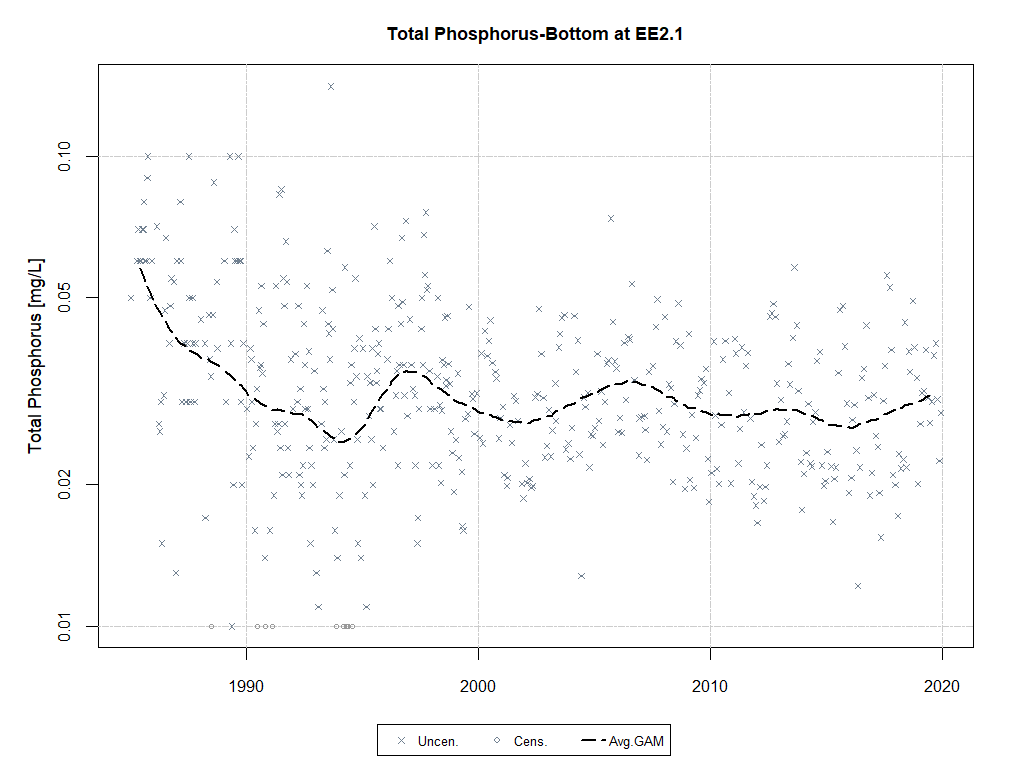 Total Phosphorus-Bottom at EE2.1
Total Phosphorus [mg/L]
0.10
0.05
0.02
0.01
1990 2000 2010 2020
Uncen. Cens. Avg.GAM